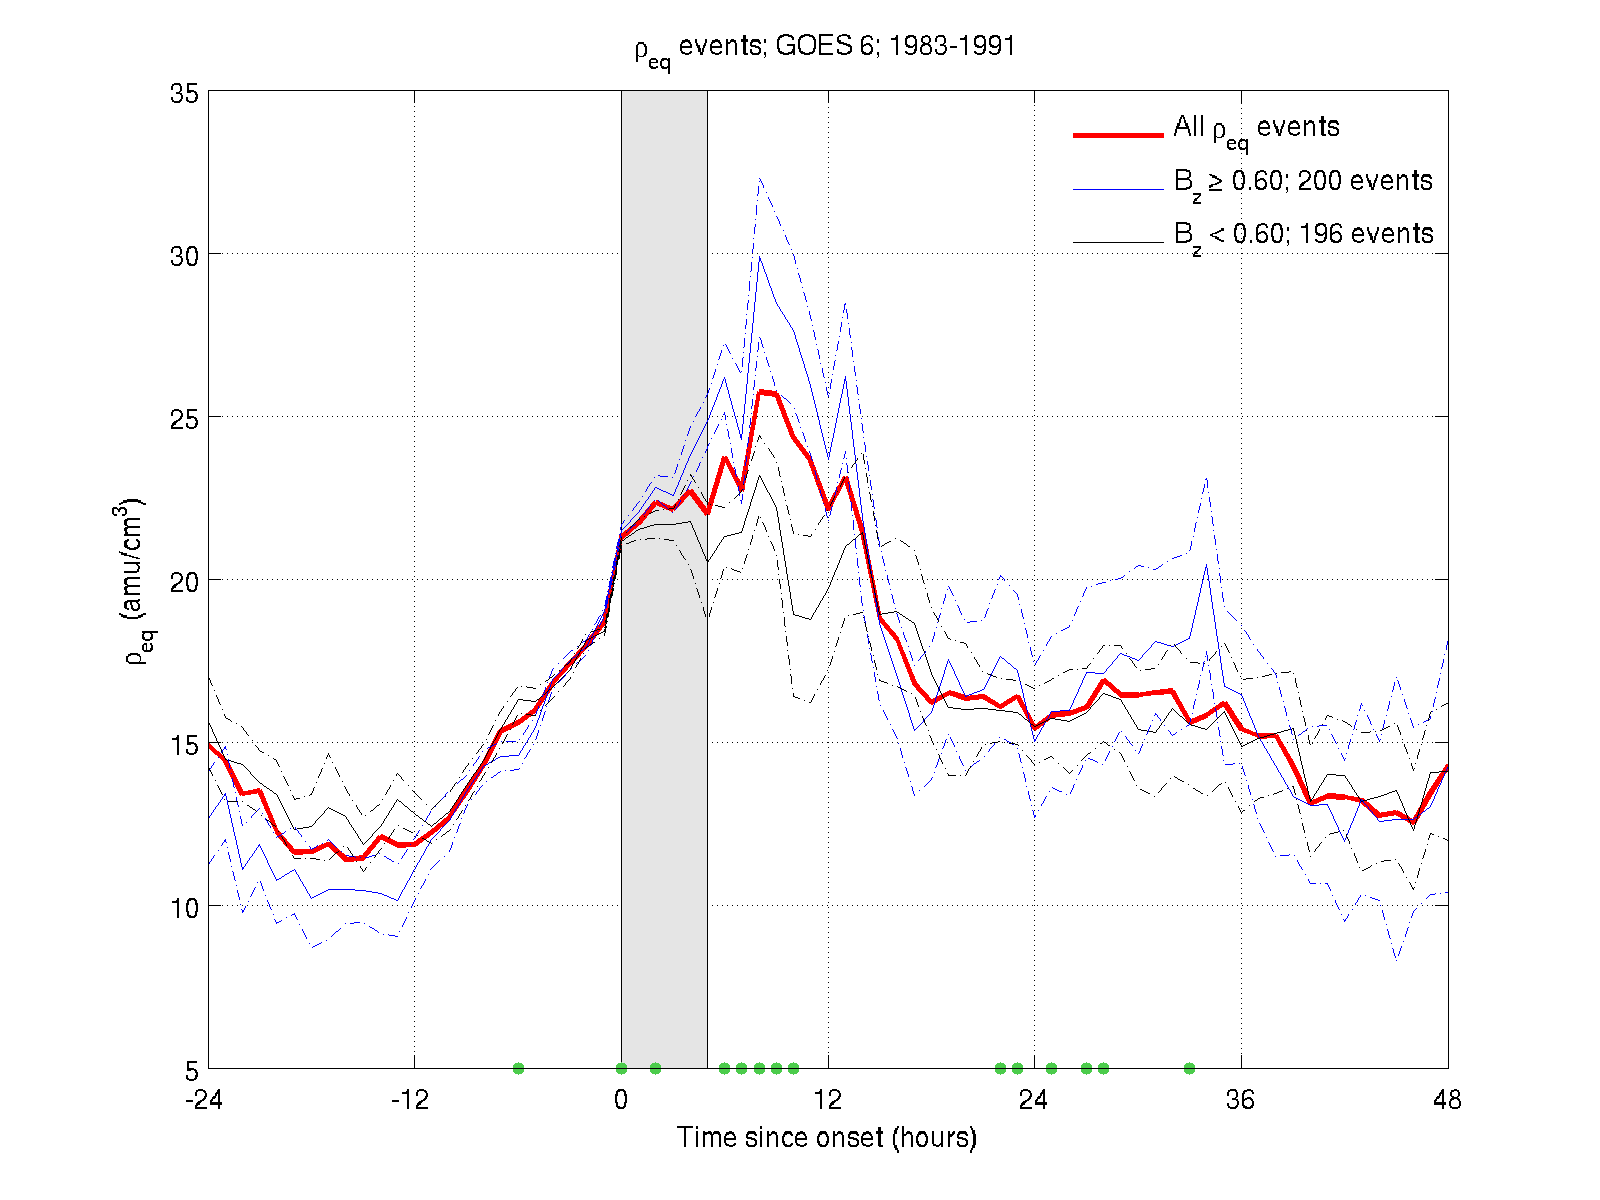 ρeq events; GOES 6; 1983-1991
35
30
25
20
15
10
5
ρeq (amu/cm³)
All ρeq events
Bz ≥ 0.60; 200 events
Bz < 0.60; 196 events
-24 -12 0 12 24 36 48
Time since onset (hours)